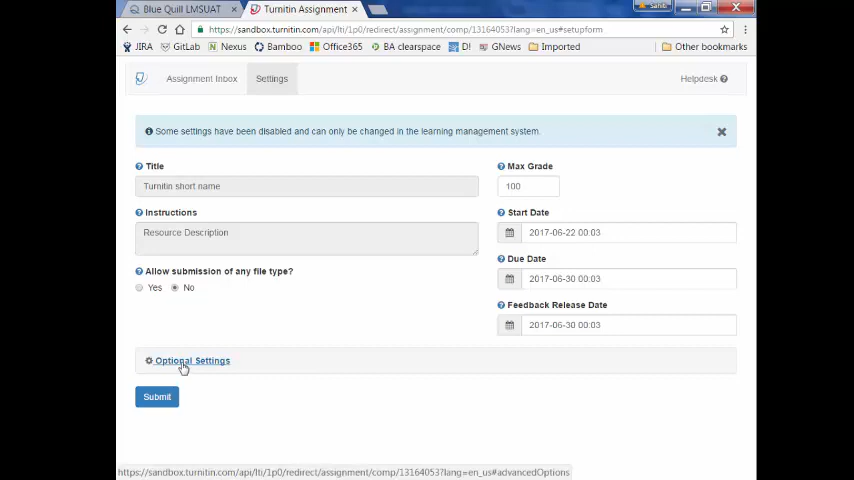 Blue Quill LMSUAT
Turnitin Assignment
Sahib
https://sandbox.turnitin.com/api/lti/1p0/redirect/assignment/comp/13164053?lang=en_us#setupform
JIRA GitLab Nexus Bamboo Office365 BA clearspace D! GNews Imported Other bookmarks
Assignment Inbox Settings Helpdesk
Some settings have been disabled and can only be changed in the learning management system.
Title
Turnitin short name
Max Grade
100
Instructions
Resource Description
Start Date
2017-06-22 00:03
Allow submission of any file type?
Yes No
Due Date
2017-06-30 00:03
Feedback Release Date
2017-06-30 00:03
Optional Settings
Submit
https://sandbox.turnitin.com/api/lti/1p0/redirect/assignment/comp/13164053?lang=en_us#advancedOptions